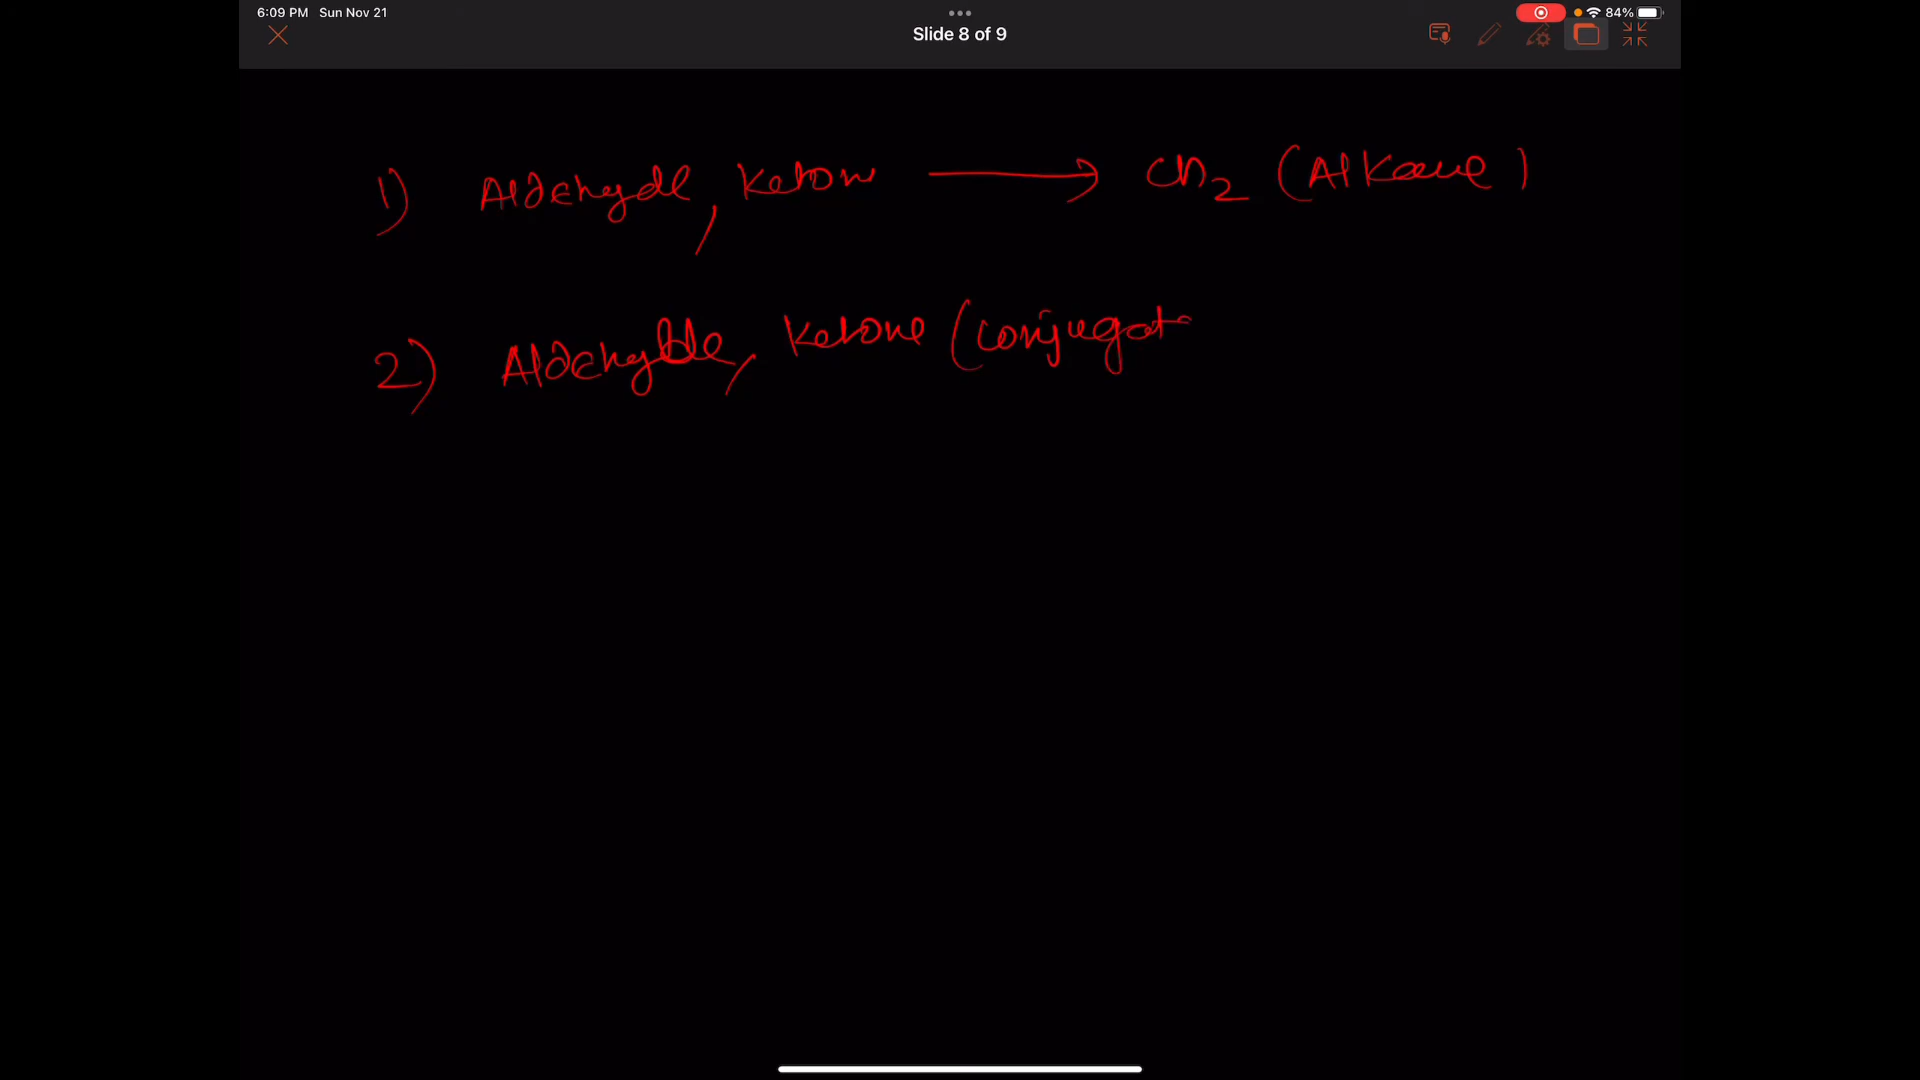 6:09 PM Sun Nov 21
84%
Slide 8 of 9
1) Aldehyde, Ketone → CH2 (Alkane)
2) Aldehyde, Ketone (conjugate